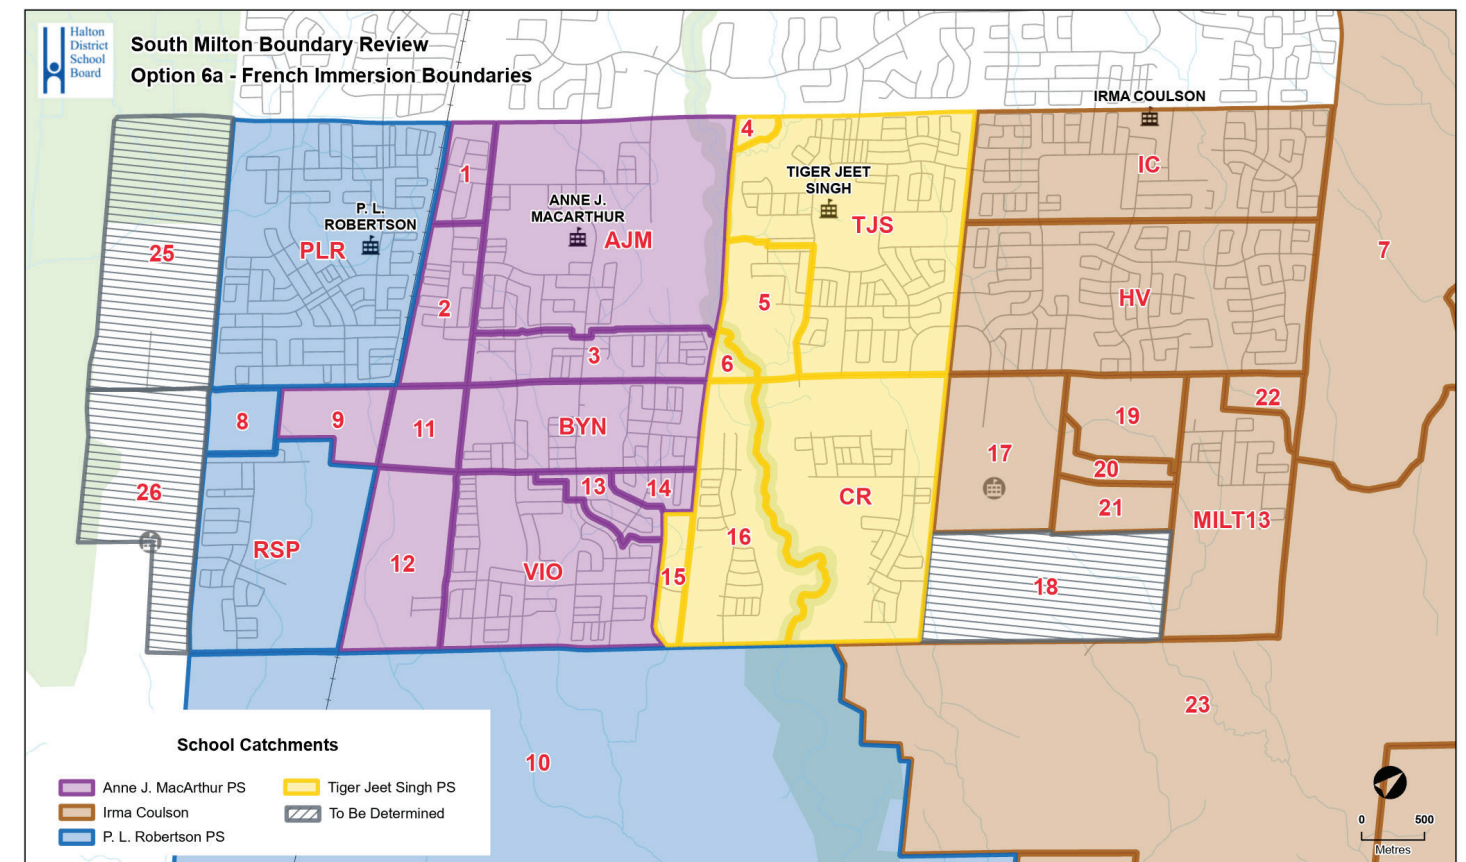 Halton
District
School
Board
South Milton Boundary Review
Option 6a - French Immersion Boundaries
IRMA COULSON
4
TIGER JEET
SINGH
IC
1
ANNE J.
MACARTHUR
P. L.
ROBERTSON
TJS
AJM
PLR
25
7
2
5
HV
3
6
8
9
11
BYN
19
22
17
20
26
13
14
CR
21
MILT13
16
RSP
12
VIO
15
18
23
10
School Catchments
Anne J. MacArthur PS
Irma Coulson
P. L. Robertson PS
Tiger Jeet Singh PS
To Be Determined
0 500
Metres